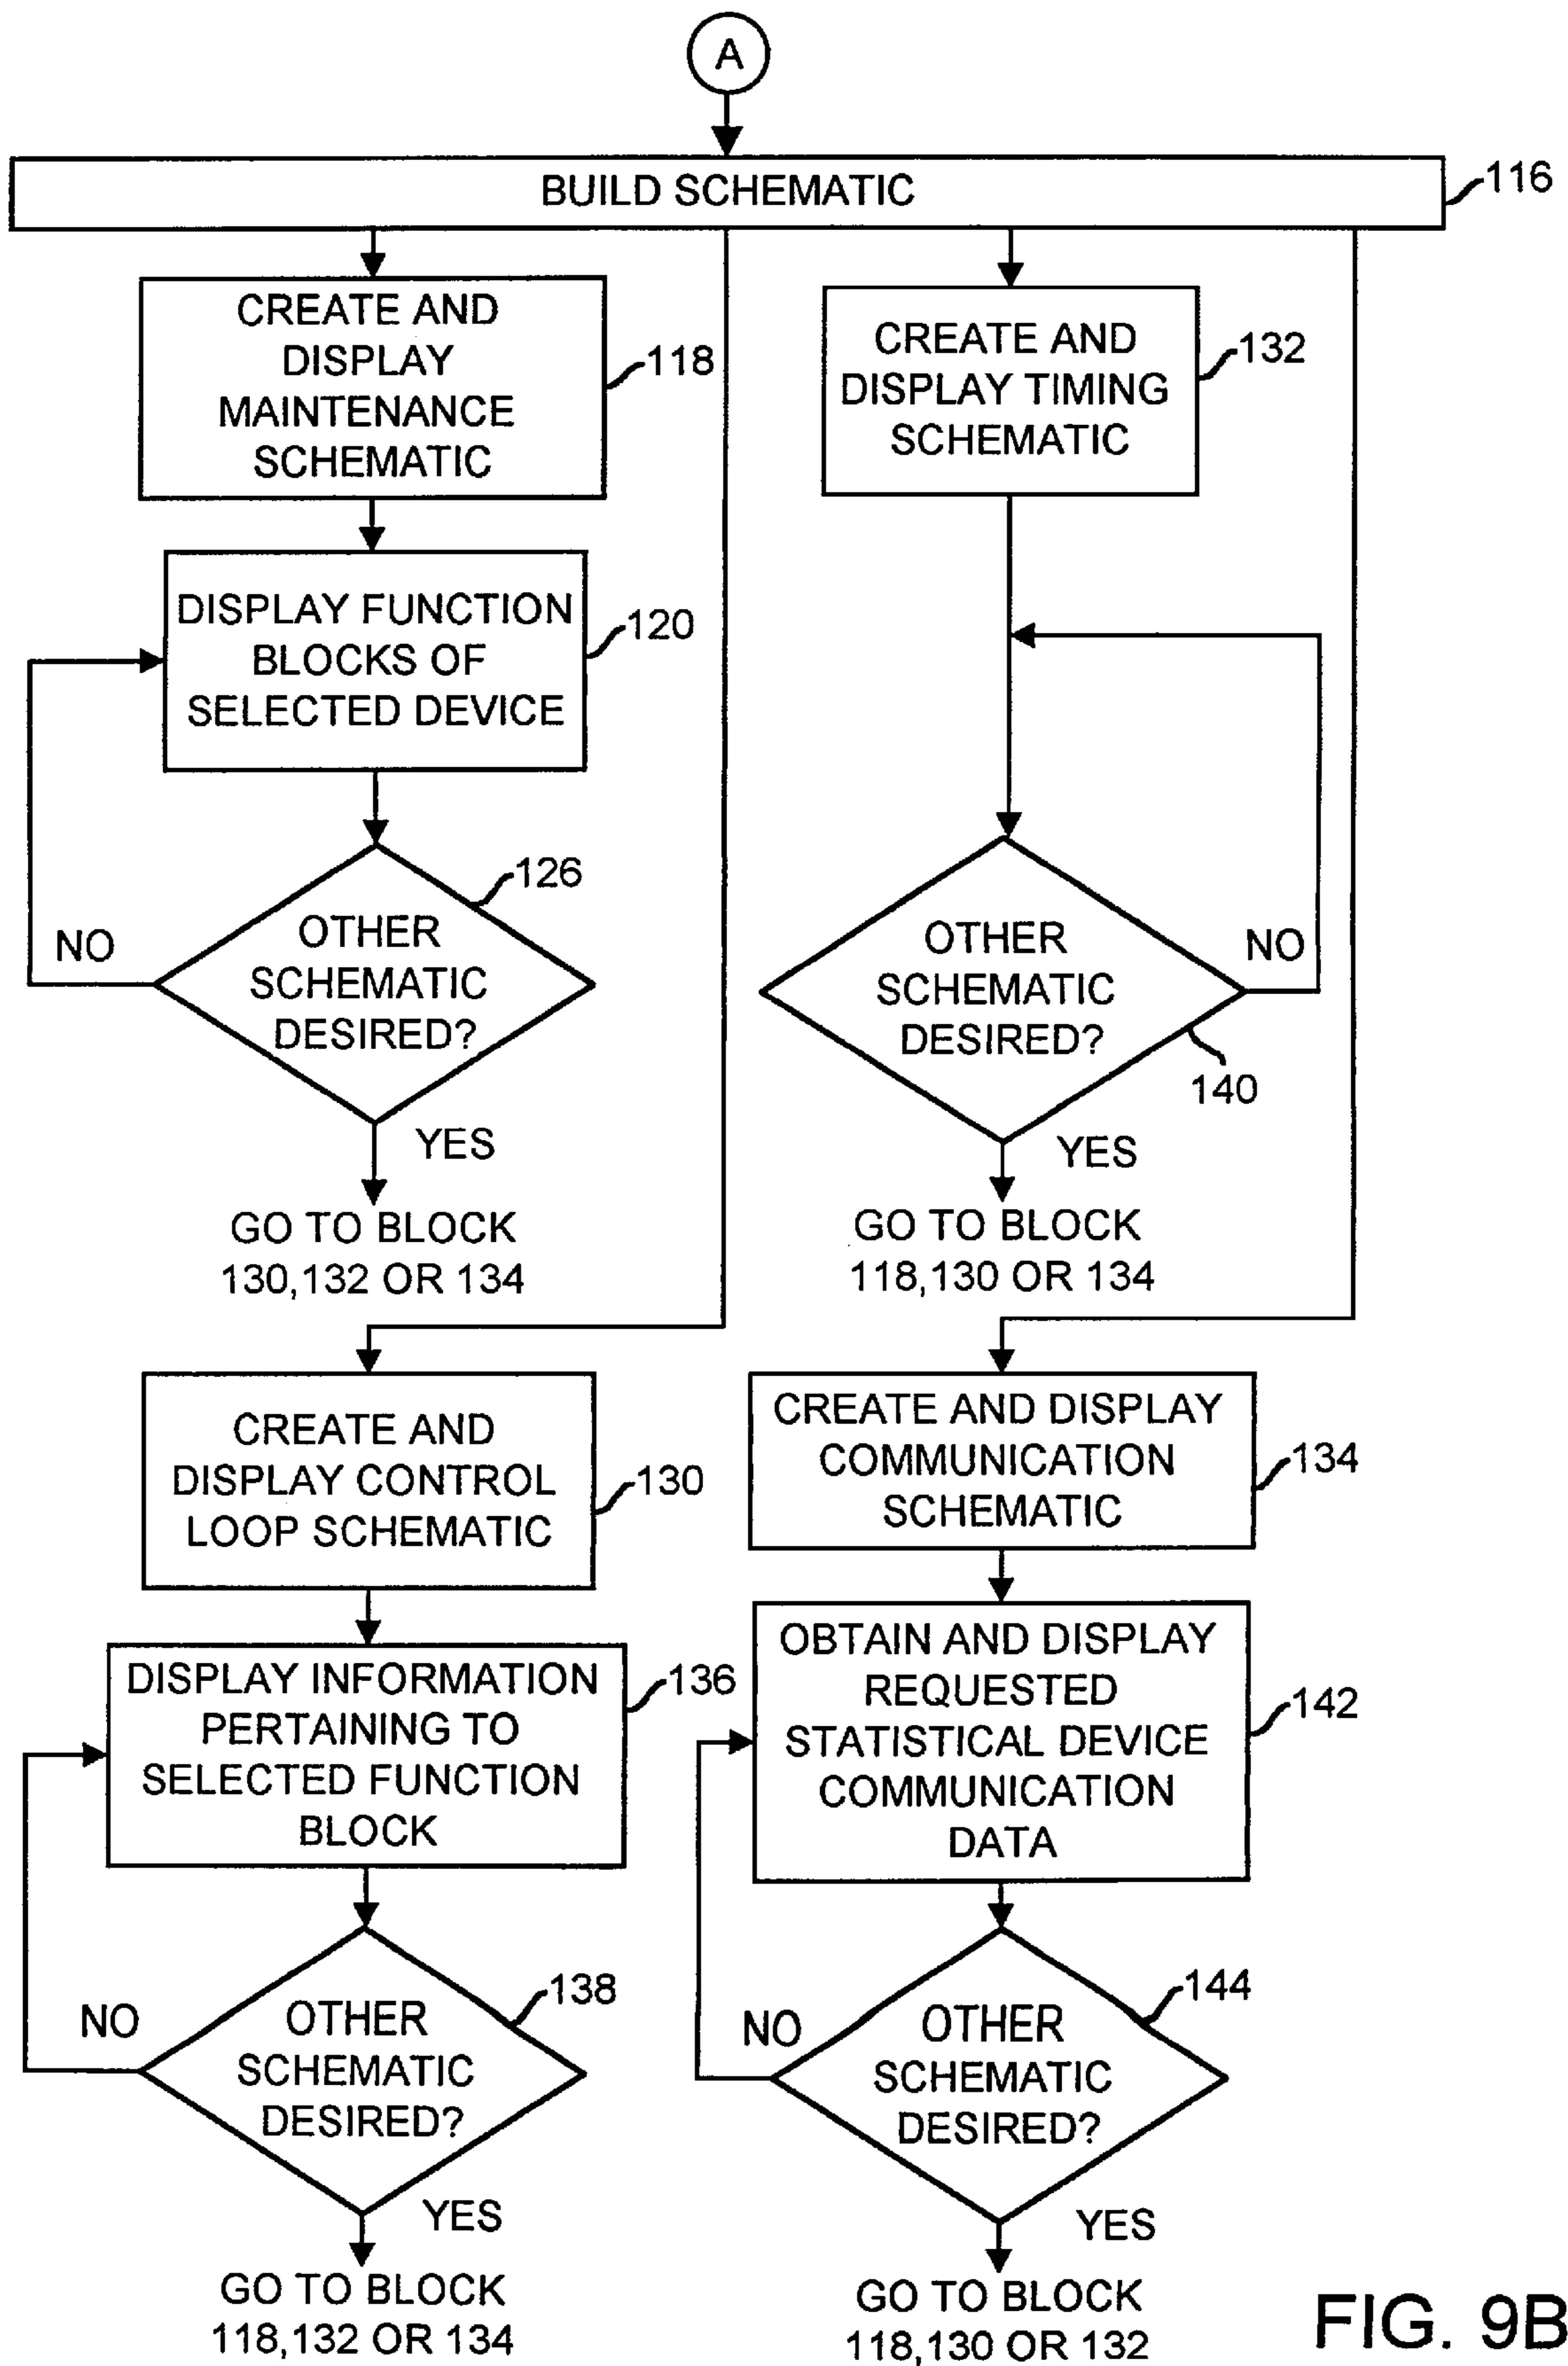 A
BUILD SCHEMATIC
116
CREATE AND
DISPLAY
MAINTENANCE
SCHEMATIC
118
DISPLAY FUNCTION
BLOCKS OF
SELECTED DEVICE
120
OTHER
SCHEMATIC
DESIRED?
126
NO
YES
GO TO BLOCK
130,132 OR 134
CREATE AND
DISPLAY TIMING
SCHEMATIC
132
OTHER
SCHEMATIC
DESIRED?
NO
140
YES
GO TO BLOCK
118,130 OR 134
CREATE AND
DISPLAY CONTROL
LOOP SCHEMATIC
130
DISPLAY INFORMATION
PERTAINING TO
SELECTED FUNCTION
BLOCK
136
OTHER
SCHEMATIC
DESIRED?
138
NO
YES
GO TO BLOCK
118,132 OR 134
CREATE AND DISPLAY
COMMUNICATION
SCHEMATIC
134
OBTAIN AND DISPLAY
REQUESTED
STATISTICAL DEVICE
COMMUNICATION
DATA
142
OTHER
SCHEMATIC
DESIRED?
144
NO
YES
GO TO BLOCK
118,130 OR 132
FIG. 9B